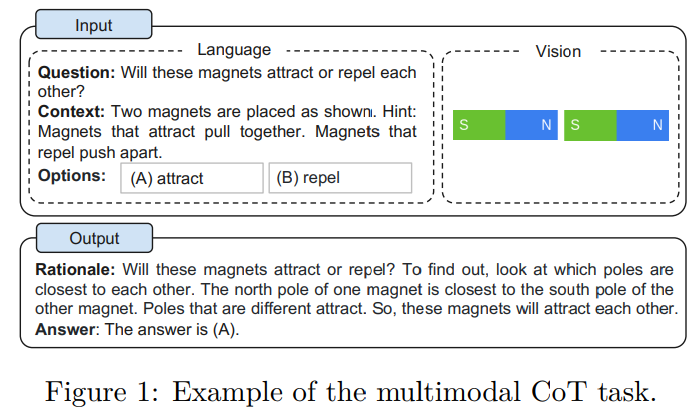 Input
Language
Question: Will these magnets attract or repel each
other?
Context: Two magnets are placed as shown. Hint:
Magnets that attract pull together. Magnets that
repel push apart.
Options: (A) attract (B) repel
Vision
S N S N
Output
Rationale: Will these magnets attract or repel? To find out, look at which poles are
closest to each other. The north pole of one magnet is closest to the south pole of the
other magnet. Poles that are different attract. So, these magnets will attract each other.
Answer: The answer is (A).
Figure 1: Example of the multimodal CoT task.